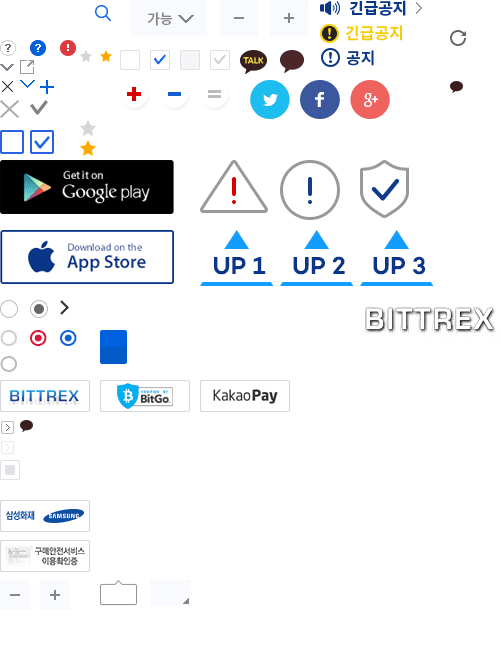 가능
긴급공지
긴급공지
공지
TALK
Get it on
Google play
Download on the
App Store
UP 1
UP 2
UP 3
BITTREX
BITTREX
BitGo
KakaoPay
삼성화재
SAMSUNG
구매안전서비스
이용확인증